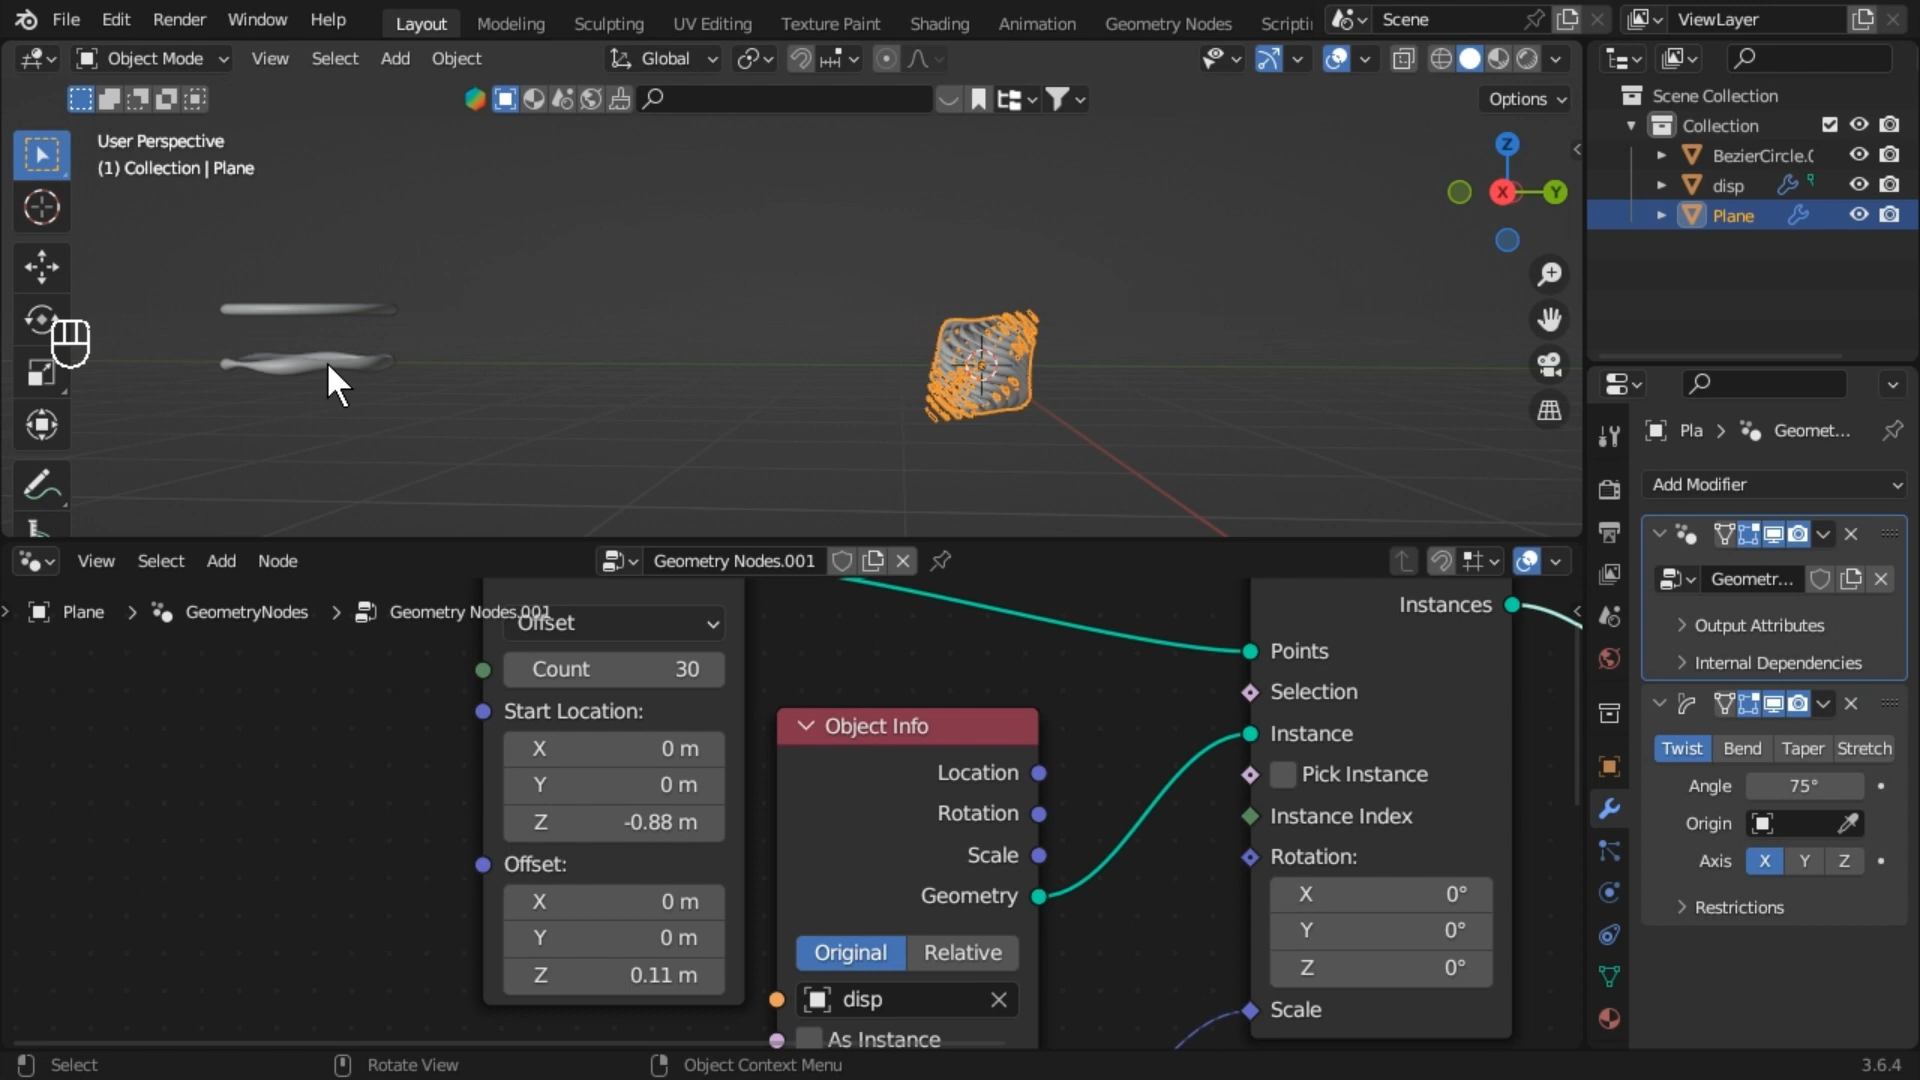 File Edit Render Window Help Layout Modeling Sculpting UV Editing Texture Paint Shading Animation Geometry Nodes Scripti Scene ViewLayer
Object Mode View Select Add Object Global
Options
User Perspective
(1) Collection | Plane
Z
X
Y
Scene Collection
Collection
BezierCircle.0
disp
Plane
View Select Add Node Geometry Nodes.001
Plane > GeometryNodes > Geometry Nodes.001
Offset
Count 30
Start Location:
X 0 m
Y 0 m
Z -0.88 m
Offset:
X 0 m
Y 0 m
Z 0.11 m
Object Info
Location
Rotation
Scale
Geometry
Original Relative
disp
As Instance
Instances
Points
Selection
Instance
Pick Instance
Instance Index
Rotation:
X 0°
Y 0°
Z 0°
Scale
Pla > Geomet...
Add Modifier
Geometr...
Output Attributes
Internal Dependencies
Twist Bend Taper Stretch
Angle 75°
Origin
Axis X Y Z
Restrictions
Select Rotate View Object Context Menu 3.6.4